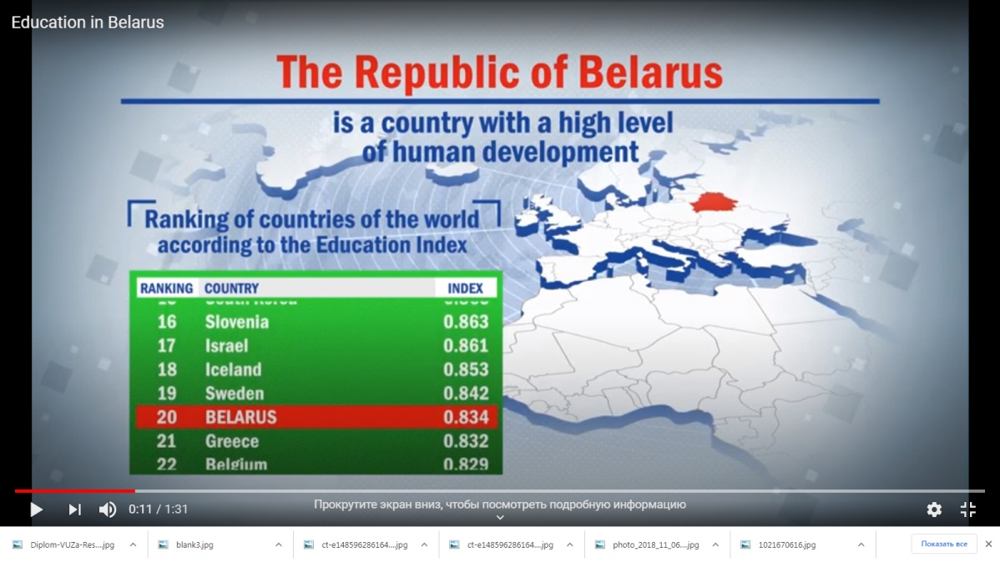 Education in Belarus
The Republic of Belarus
is a country with a high level
of human development
Ranking of countries of the world
according to the Education Index
RANKING COUNTRY INDEX
South Korea
16 Slovenia 0.863
17 Israel 0.861
18 Iceland 0.853
19 Sweden 0.842
20 BELARUS 0.834
21 Greece 0.832
22 Belgium 0.829
0:11 / 1:31
Прокрутите экран вниз, чтобы посмотреть подробную информацию
Diplom-VUZa-Res....jpg
blank3.jpg
ct-e148596286164....jpg
ct-e148596286164....jpg
photo_2018_11_06....jpg
1021670616.jpg
Показать все